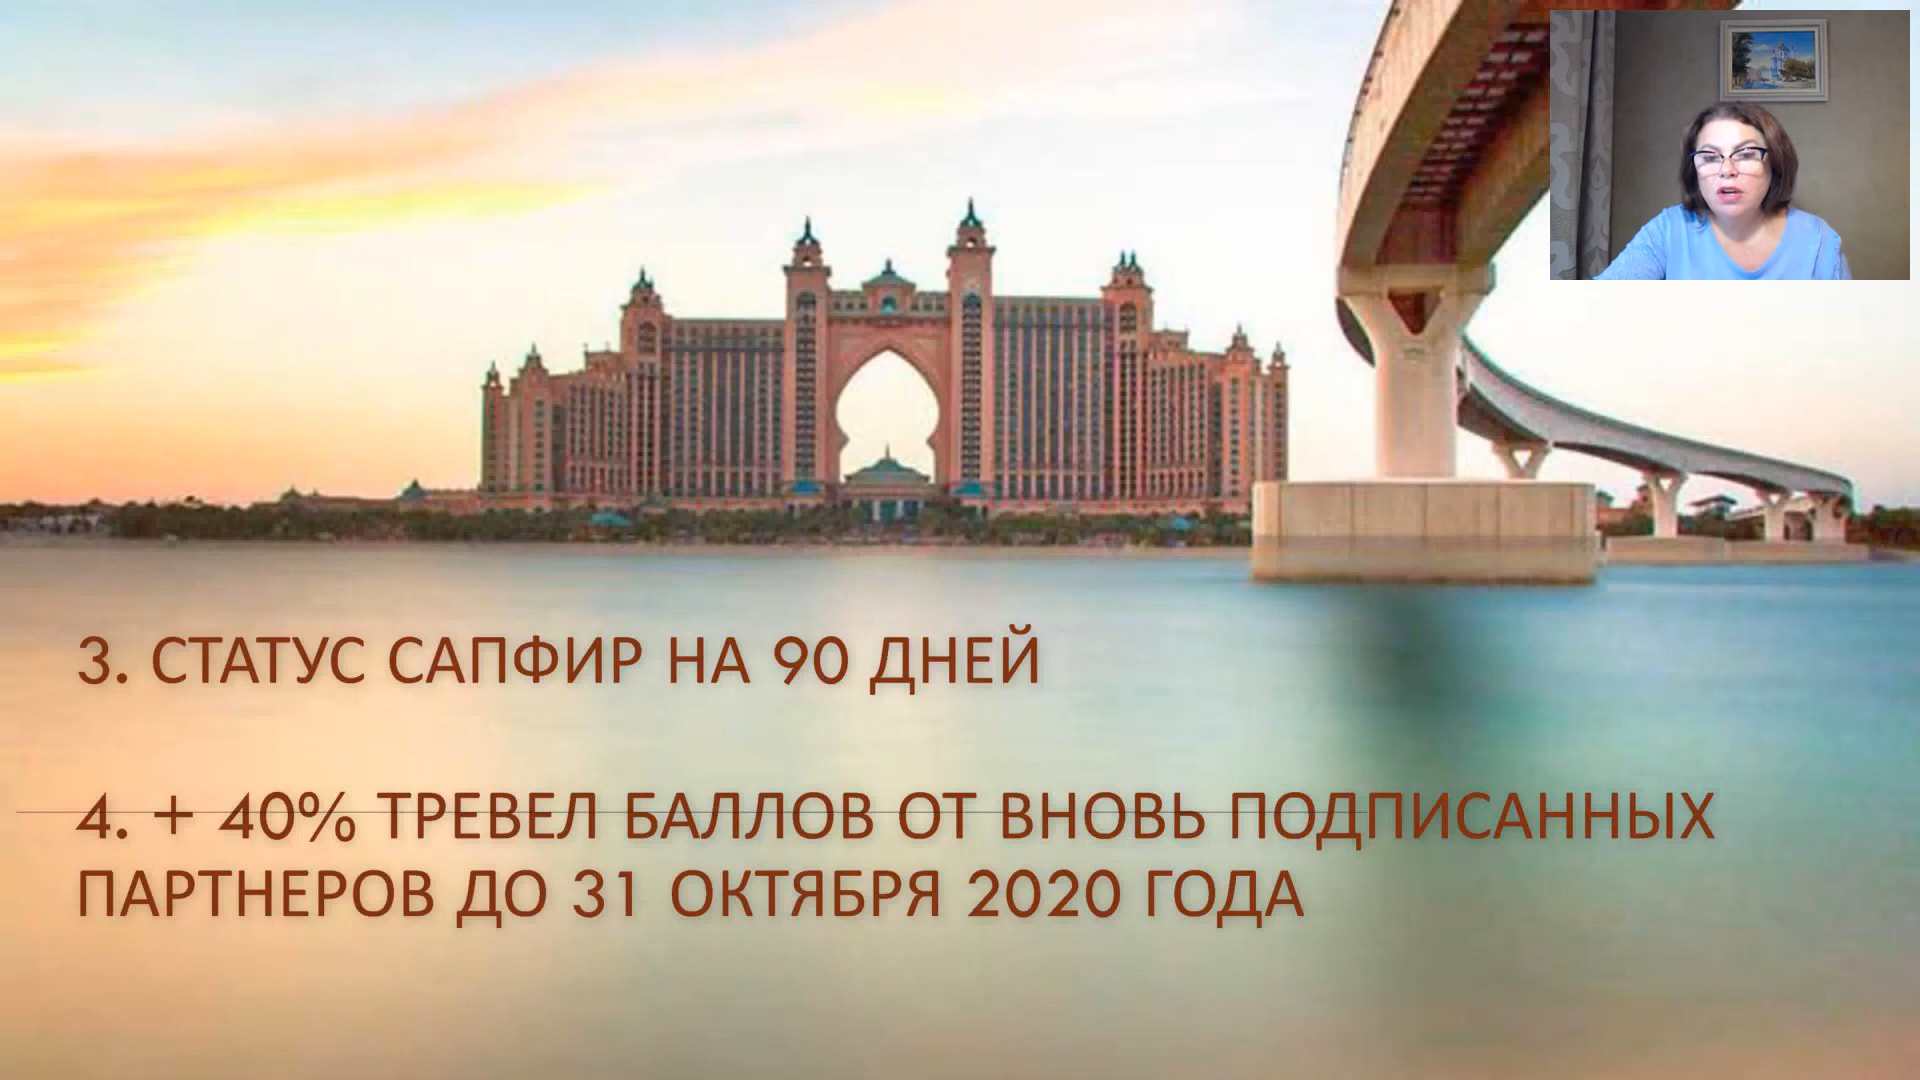 3. СТАТУС САПФИР НА 90 ДНЕЙ
4. + 40% ТРЕВЕЛ БАЛЛОВ ОТ ВНОВЬ ПОДПИСАННЫХ
ПАРТНЕРОВ ДО 31 ОКТЯБРЯ 2020 ГОДА